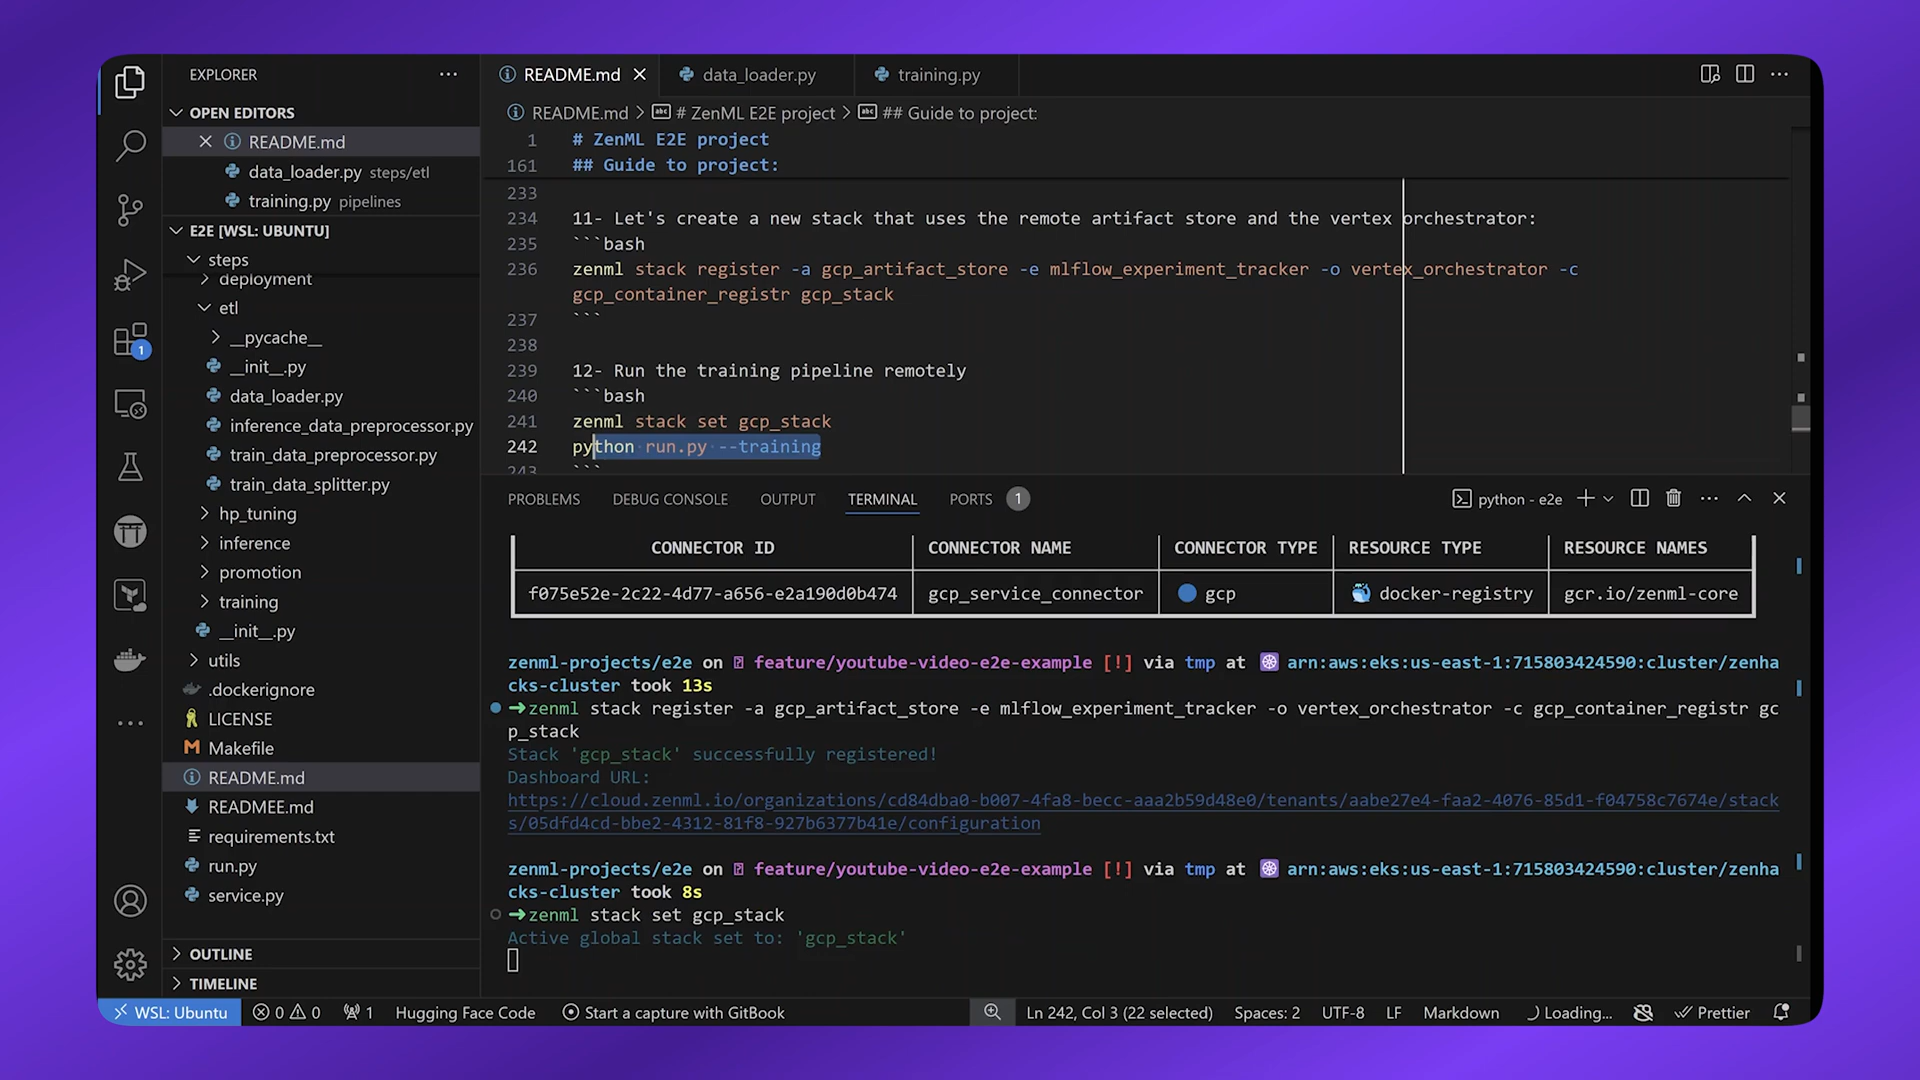 EXPLORER
OPEN EDITORS
README.md
data_loader.py steps/etl
training.py pipelines
E2E [WSL: UBUNTU]
steps
deployment
etl
__pycache__
__init__.py
data_loader.py
inference_data_preprocessor.py
train_data_preprocessor.py
train_data_splitter.py
hp_tuning
inference
promotion
training
__init__.py
utils
.dockerignore
LICENSE
Makefile
README.md
READMEE.md
requirements.txt
run.py
service.py
OUTLINE
TIMELINE
1
README.md data_loader.py training.py
README.md > # ZenML E2E project > ## Guide to project:
1 # ZenML E2E project
161 ## Guide to project:
233
234 11- Let's create a new stack that uses the remote artifact store and the vertex orchestrator:
235 ```bash
236 zenml stack register -a gcp_artifact_store -e mlflow_experiment_tracker -o vertex_orchestrator -c
gcp_container_registr gcp_stack
237 ```
238
239 12- Run the training pipeline remotely
240 ```bash
241 zenml stack set gcp_stack
242 python run.py --training
243 ```
PROBLEMS DEBUG CONSOLE OUTPUT TERMINAL PORTS 1 python - e2e
CONNECTOR ID CONNECTOR NAME CONNECTOR TYPE RESOURCE TYPE RESOURCE NAMES
f075e52e-2c22-4d77-a656-e2a190d0b474 gcp_service_connector gcp docker-registry gcr.io/zenml-core
zenml-projects/e2e on feature/youtube-video-e2e-example [!] via tmp at arn:aws:eks:us-east-1:715803424590:cluster/zenha
cks-cluster took 13s
➜zenml stack register -a gcp_artifact_store -e mlflow_experiment_tracker -o vertex_orchestrator -c gcp_container_registr gc
p_stack
Stack 'gcp_stack' successfully registered!
Dashboard URL:
https://cloud.zenml.io/organizations/cd84dba0-b007-4fa8-becc-aaa2b59d48e0/tenants/aabe27e4-faa2-4076-85d1-f04758c7674e/stack
s/05dfd4cd-bbe2-4312-81f8-927b6377b41e/configuration
zenml-projects/e2e on feature/youtube-video-e2e-example [!] via tmp at arn:aws:eks:us-east-1:715803424590:cluster/zenha
cks-cluster took 8s
➜zenml stack set gcp_stack
Active global stack set to: 'gcp_stack'
WSL: Ubuntu 0 0 1 Hugging Face Code Start a capture with GitBook Ln 242, Col 3 (22 selected) Spaces: 2 UTF-8 LF Markdown Loading... Prettier